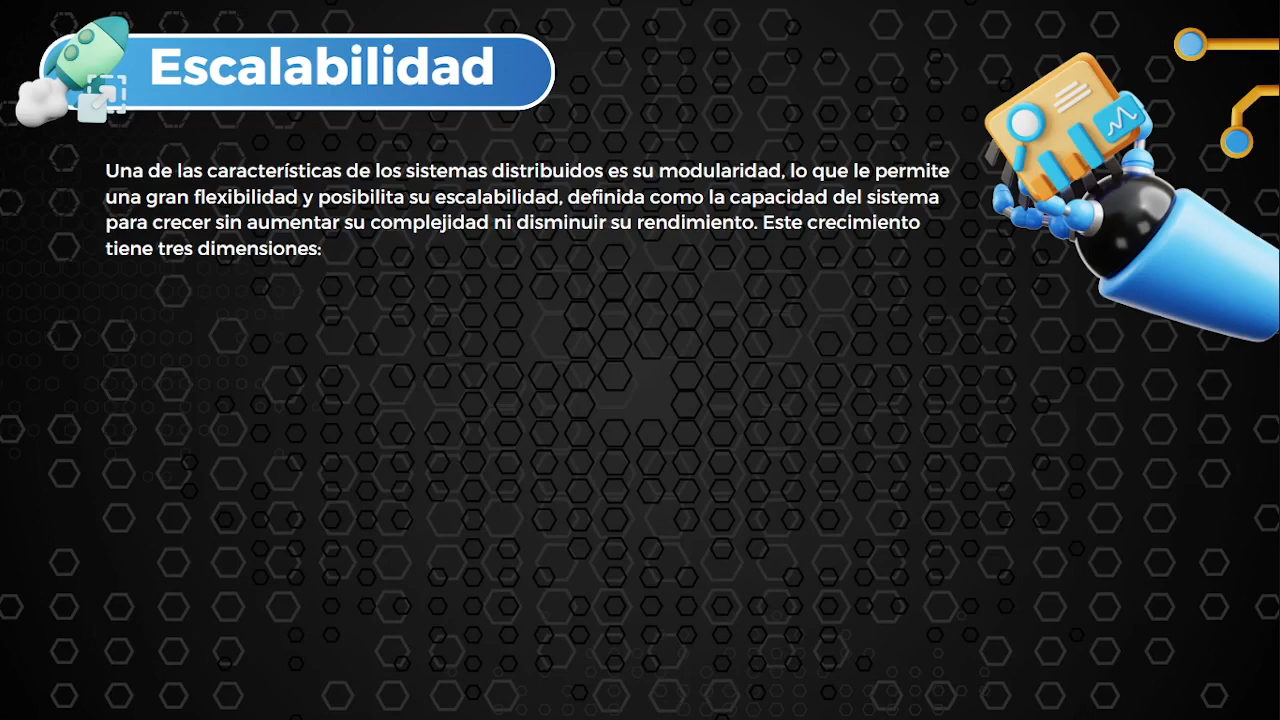 Escalabilidad
Una de las características de los sistemas distribuidos es su modularidad, lo que le permite
una gran flexibilidad y posibilita su escalabilidad, definida como la capacidad del sistema
para crecer sin aumentar su complejidad ni disminuir su rendimiento. Este crecimiento
tiene tres dimensiones: